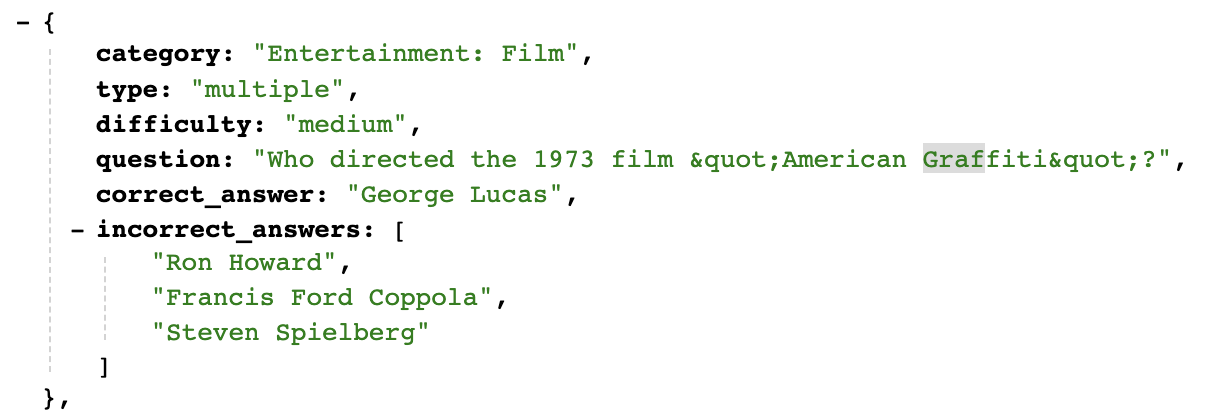 - {
category: "Entertainment: Film",
type: "multiple",
difficulty: "medium",
question: "Who directed the 1973 film &quot;American Graffiti&quot;?",
correct_answer: "George Lucas",
- incorrect_answers: [
"Ron Howard",
"Francis Ford Coppola",
"Steven Spielberg"
]
},